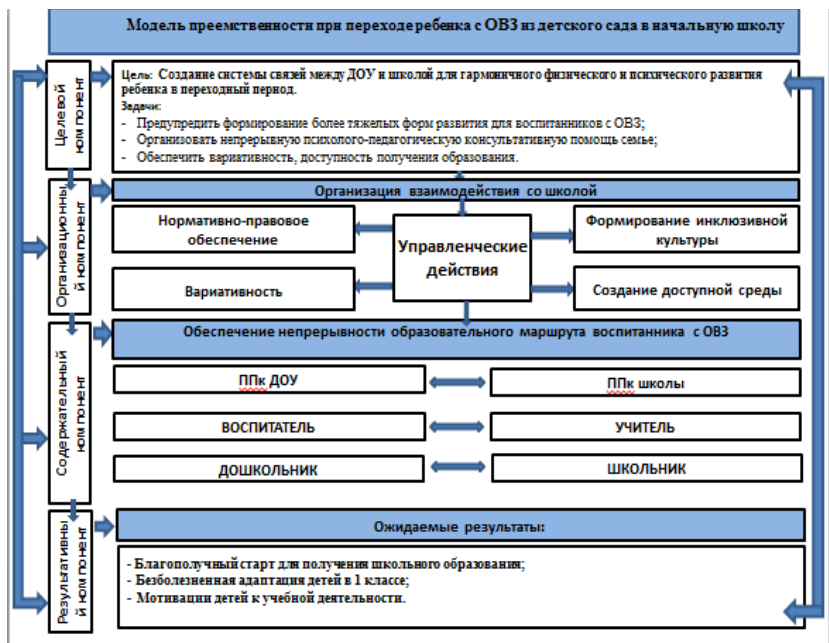 Модель преемственности при переходе ребенка с ОВЗ из детского сада в начальную школу
Целевой
компонент
Цель: Создание системы связей между ДОУ и школой для гармоничного физического и психического развития
ребенка в переходный период.
Задачи:
- Предупредить формирование более тяжелых форм развития для воспитанников с ОВЗ;
- Организовать непрерывную психолого-педагогическую консультативную помощь семье;
- Обеспечить вариативность, доступность получения образования.
Организационны
й компонент
Организация взаимодействия со школой
Нормативно-правовое
обеспечение
Управленческие
действия
Формирование инклюзивной
культуры
Вариативность
Создание доступной среды
Содержательный
компонент
Обеспечение непрерывности образовательного маршрута воспитанника с ОВЗ
ППк ДОУ
ППк школы
ВОСПИТАТЕЛЬ
УЧИТЕЛЬ
ДОШКОЛЬНИК
ШКОЛЬНИК
Результативны
й компонент
Ожидаемые результаты:
- Благополучный старт для получения школьного образования;
- Безболезненная адаптация детей в 1 классе;
- Мотивации детей к учебной деятельности.